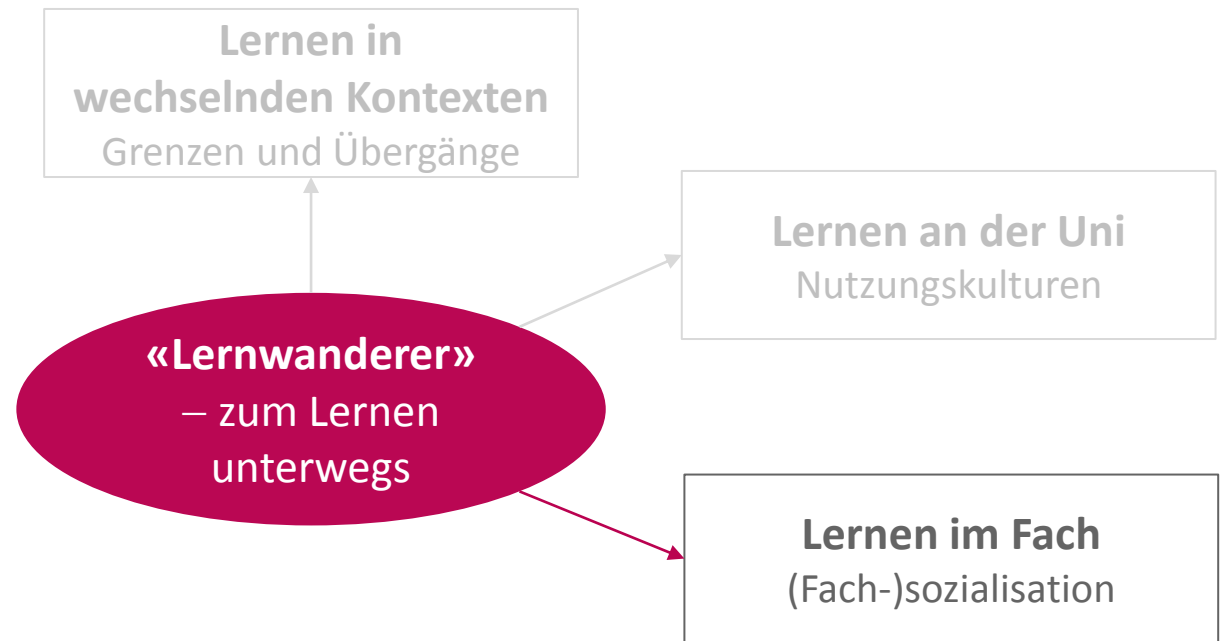 Lernen in
wechselnden Kontexten
Grenzen und Übergänge
Lernen an der Uni
Nutzungskulturen
«Lernwanderer»
– zum Lernen
unterwegs
Lernen im Fach
(Fach-)sozialisation